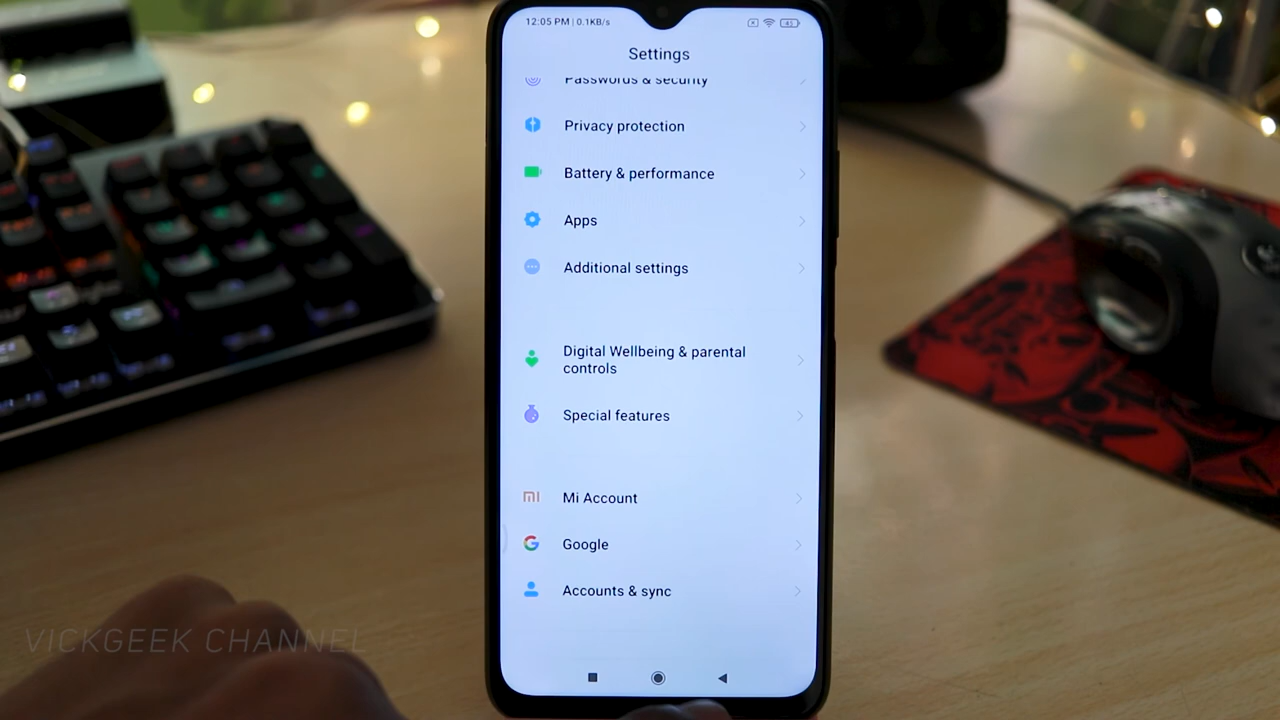 12:05 PM | 0.1KB/s
45
Settings
Passwords & security
Privacy protection
Battery & performance
Apps
Additional settings
Digital Wellbeing & parental
controls
Special features
Mi Account
Google
Accounts & sync
VICKGEEK CHANNEL